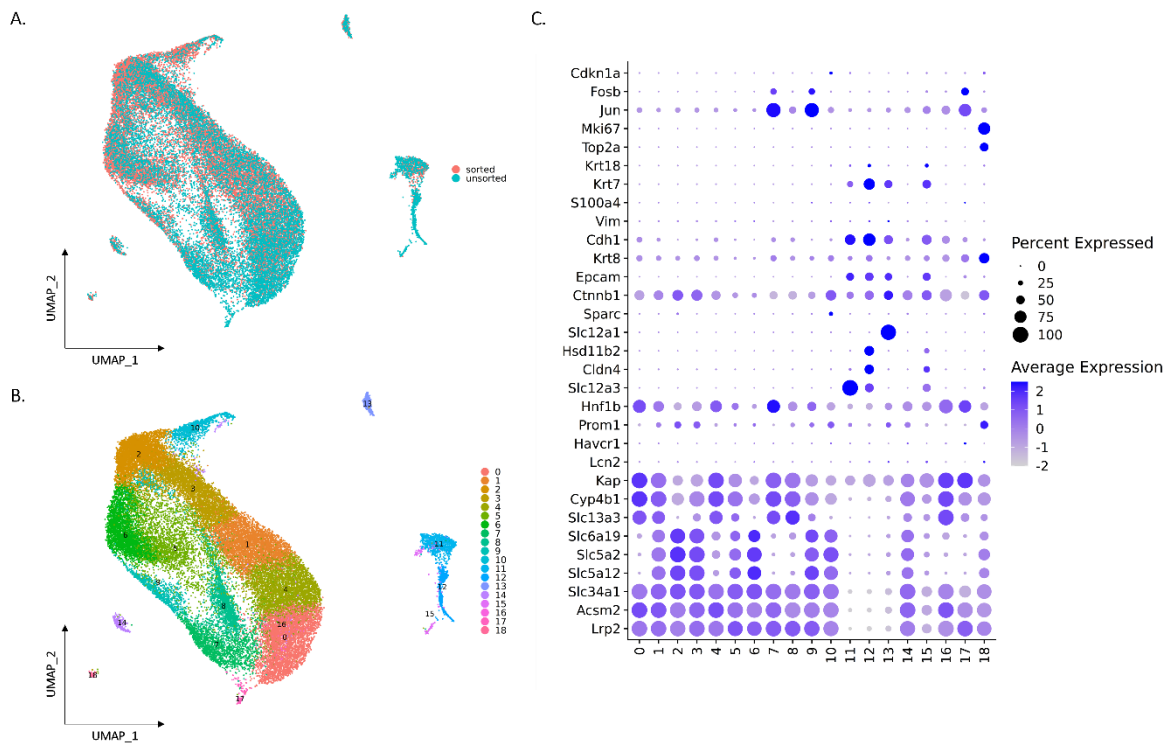 A.
UMAP_2
UMAP_1
sorted
unsorted
B.
UMAP_2
UMAP_1
13
10
2
3
6
5
1
9
8
4
16
0
7
14
18
17
11
12
15
0
1
2
3
4
5
6
7
8
9
10
11
12
13
14
15
16
17
18
C.
Cdkn1a
Fosb
Jun
Mki67
Top2a
Krt18
Krt7
S100a4
Vim
Cdh1
Krt8
Epcam
Ctnnb1
Sparc
Slc12a1
Hsd11b2
Cldn4
Slc12a3
Hnf1b
Prom1
Havcr1
Lcn2
Kap
Cyp4b1
Slc13a3
Slc6a19
Slc5a2
Slc5a12
Slc34a1
Acsm2
Lrp2
0 1 2 3 4 5 6 7 8 9 10 11 12 13 14 15 16 17 18
Percent Expressed
0
25
50
75
100
Average Expression
2
1
0
-1
-2